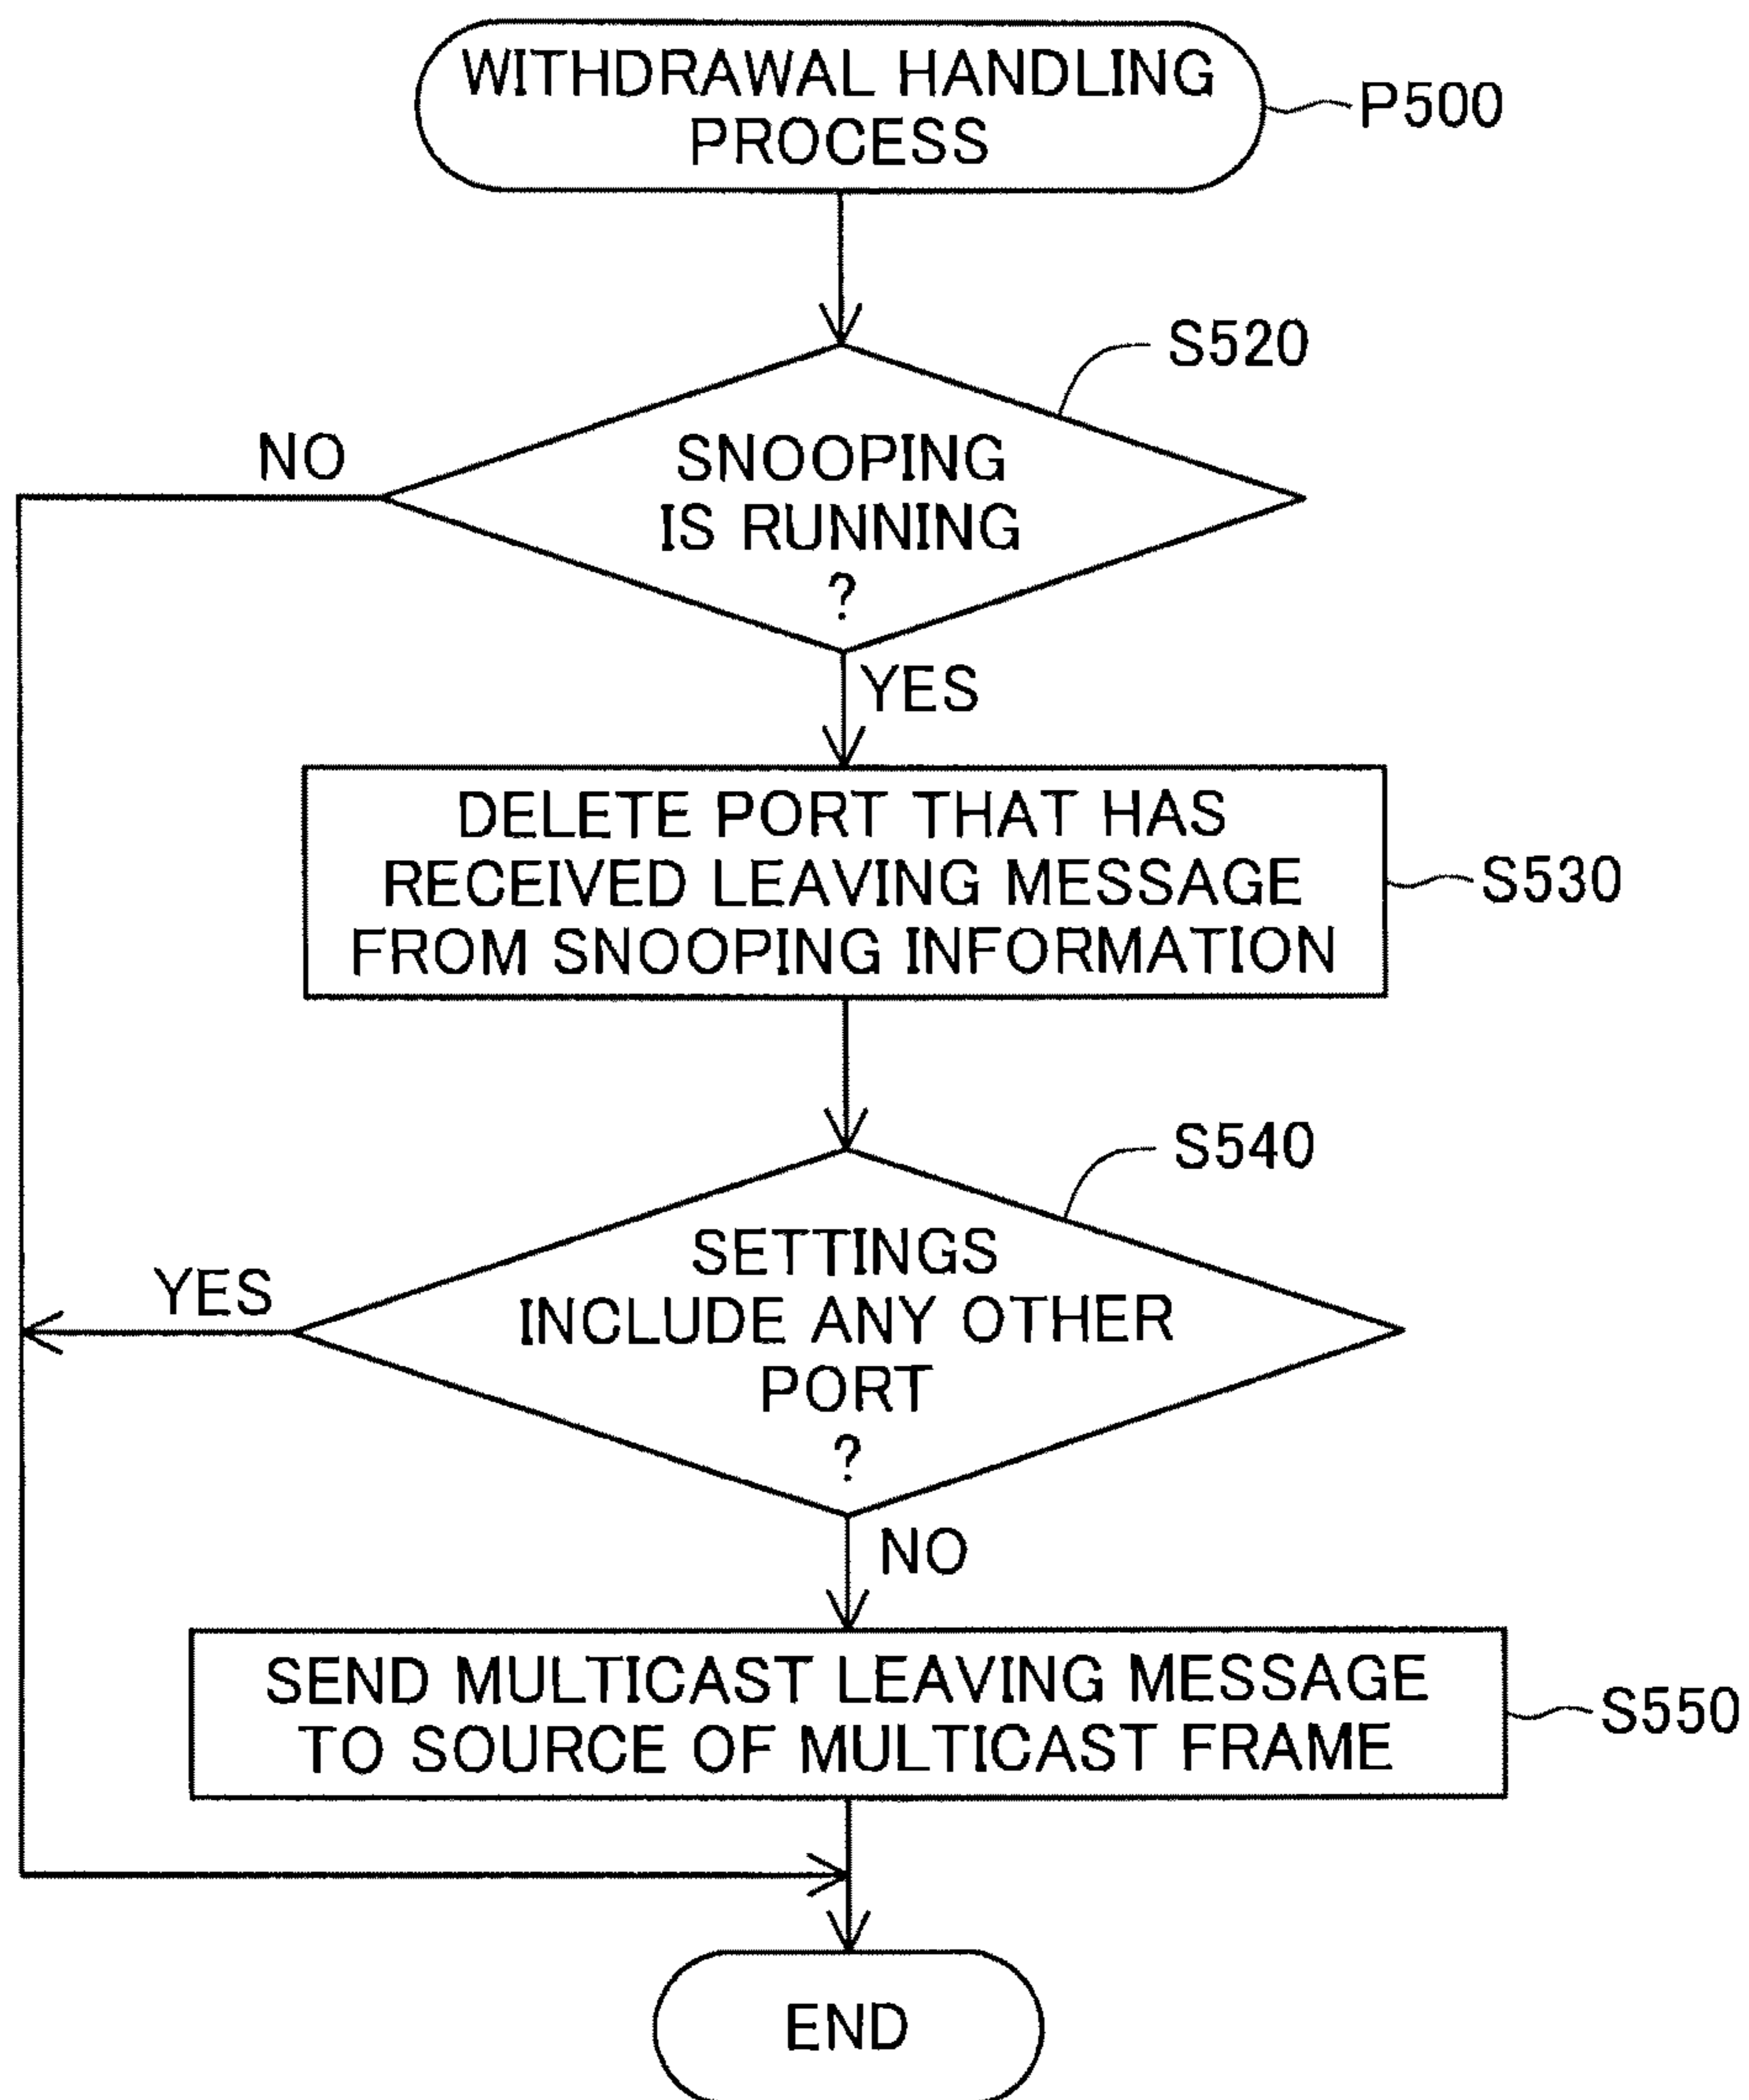 WITHDRAWAL HANDLING
PROCESS
P500
S520
NO
SNOOPING
IS RUNNING
?
YES
DELETE PORT THAT HAS
RECEIVED LEAVING MESSAGE
FROM SNOOPING INFORMATION
S530
S540
YES
SETTINGS
INCLUDE ANY OTHER
PORT
?
NO
SEND MULTICAST LEAVING MESSAGE
TO SOURCE OF MULTICAST FRAME
S550
END